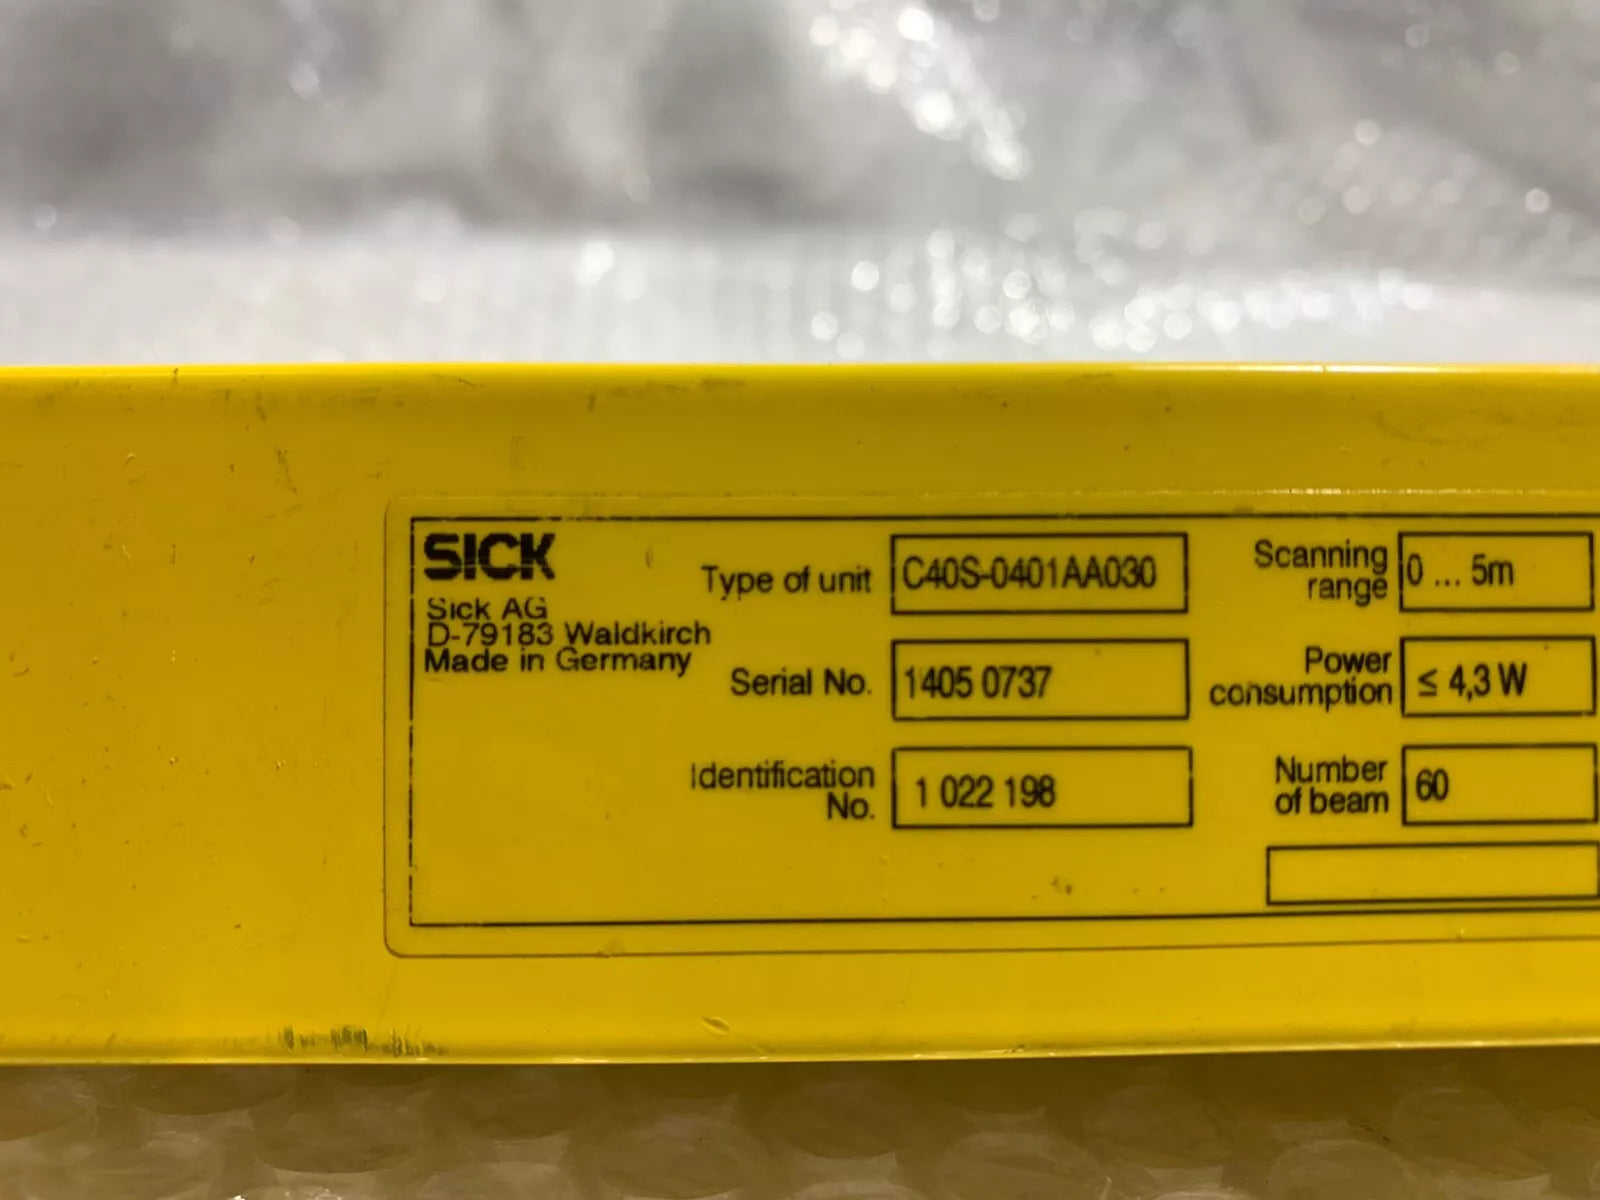 SICK
Sick AG
D-79183 Waldkirch
Made in Germany
Type of unit C40S-0401AA030
Serial No. 1405 0737
Identification
No. 1 022 198
Scanning
range 0 ... 5m
Power
consumption ≤ 4,3 W
Number
of beam 60